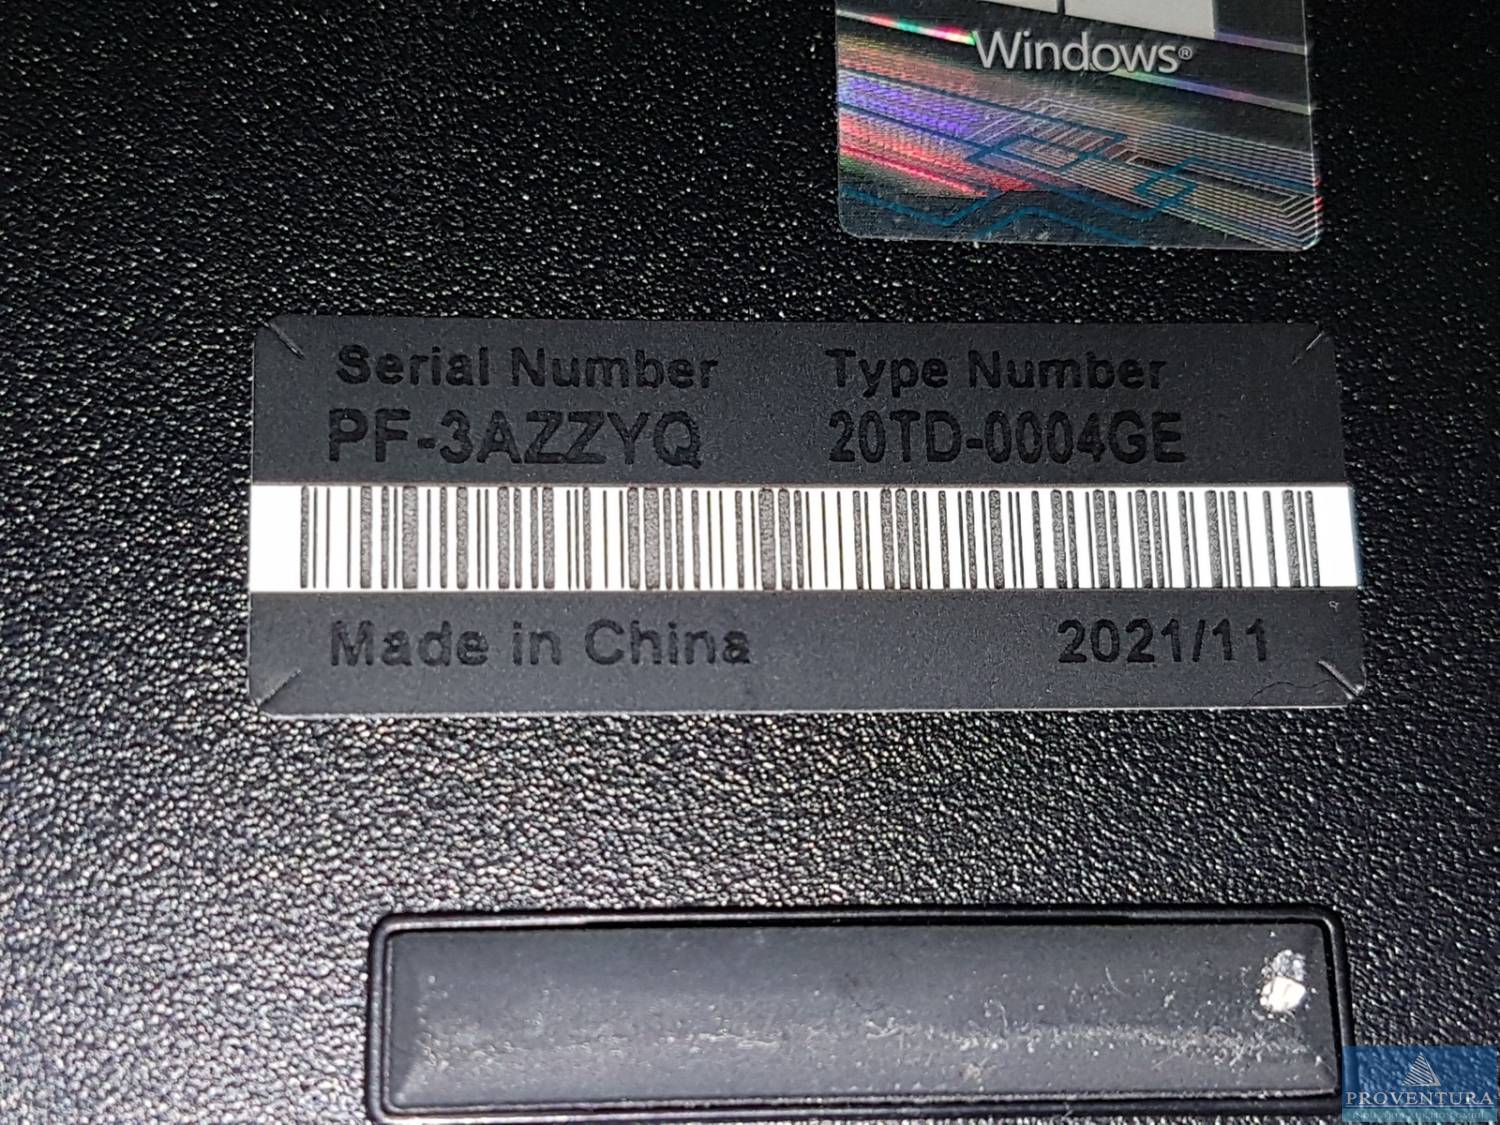 Windows®
Serial Number Type Number
PF-3AZZYQ 20TD-0004GE
Made in China 2021/11
PROVENTURA